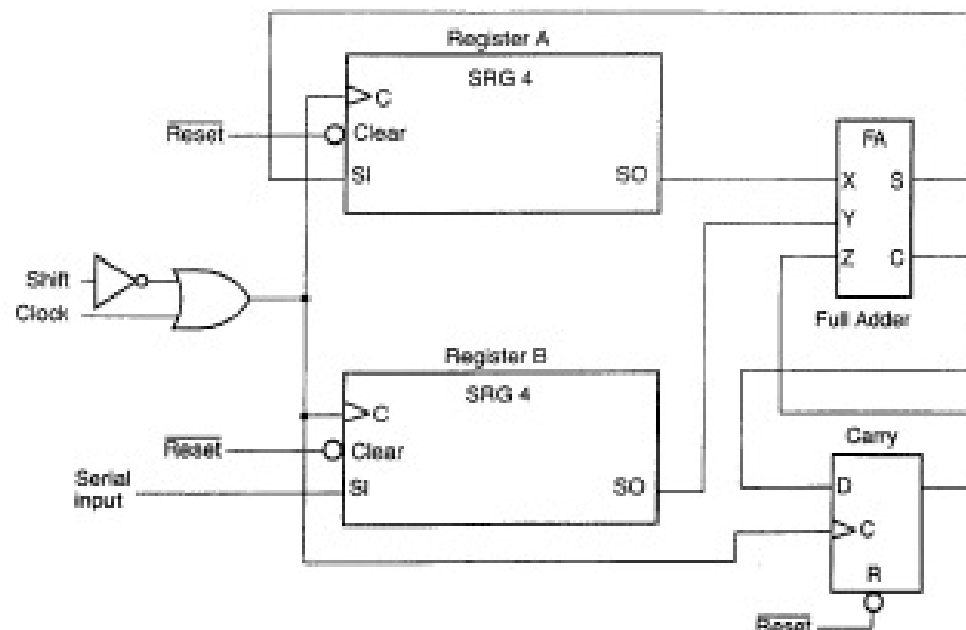 Register A
SRG 4
C
Reset
Clear
SI
SO
FA
X
S
Y
Z
C
Full Adder
Shift
Clock
Register B
SRG 4
C
Reset
Clear
Serial
input
SI
SO
Carry
D
C
R
Reset